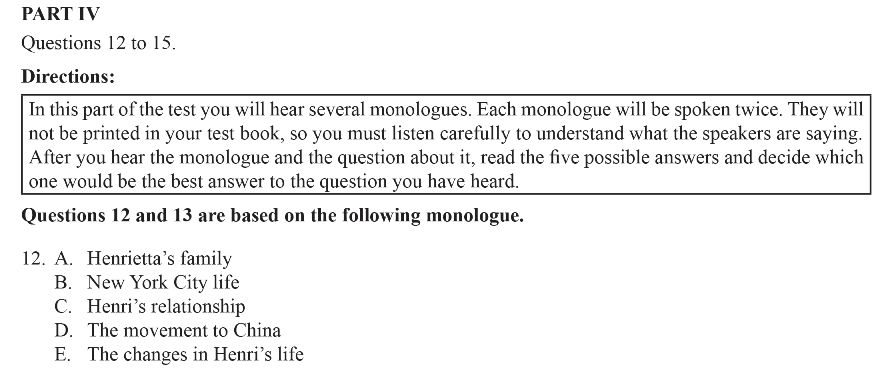 PART IV
Questions 12 to 15.
Directions:
In this part of the test you will hear several monologues. Each monologue will be spoken twice. They will
not be printed in your test book, so you must listen carefully to understand what the speakers are saying.
After you hear the monologue and the question about it, read the five possible answers and decide which
one would be the best answer to the question you have heard.
Questions 12 and 13 are based on the following monologue.
12. A. Henrietta’s family
B. New York City life
C. Henri’s relationship
D. The movement to China
E. The changes in Henri’s life